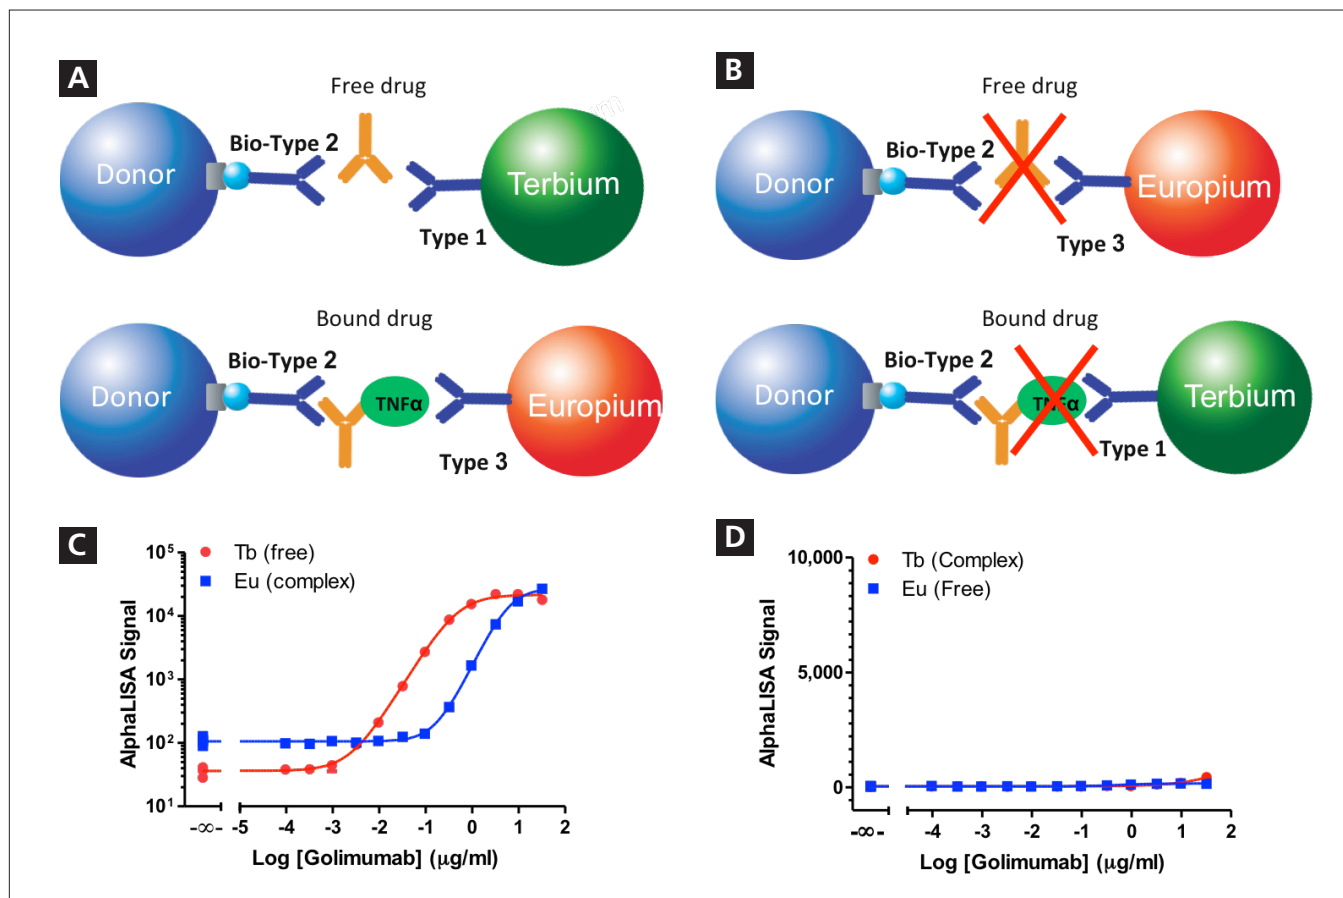 A
Free drug
Bio-Type 2
Donor
Terbium
Type 1
Bound drug
Bio-Type 2
Donor
TNFα
Europium
Type 3
B
Free drug
Bio-Type 2
Donor
Europium
Type 3
Bound drug
Bio-Type 2
Donor
TNFα
Terbium
Type 1
C
Tb (free)
Eu (complex)
AlphaLISA Signal
10⁵
10⁴
10³
10²
10¹
-∞- -5 -4 -3 -2 -1 0 1 2
Log [Golimumab] (μg/ml)
D
Tb (Complex)
Eu (Free)
AlphaLISA Signal
10,000
5,000
0
-∞- -4 -3 -2 -1 0 1 2
Log [Golimumab] (μg/ml)